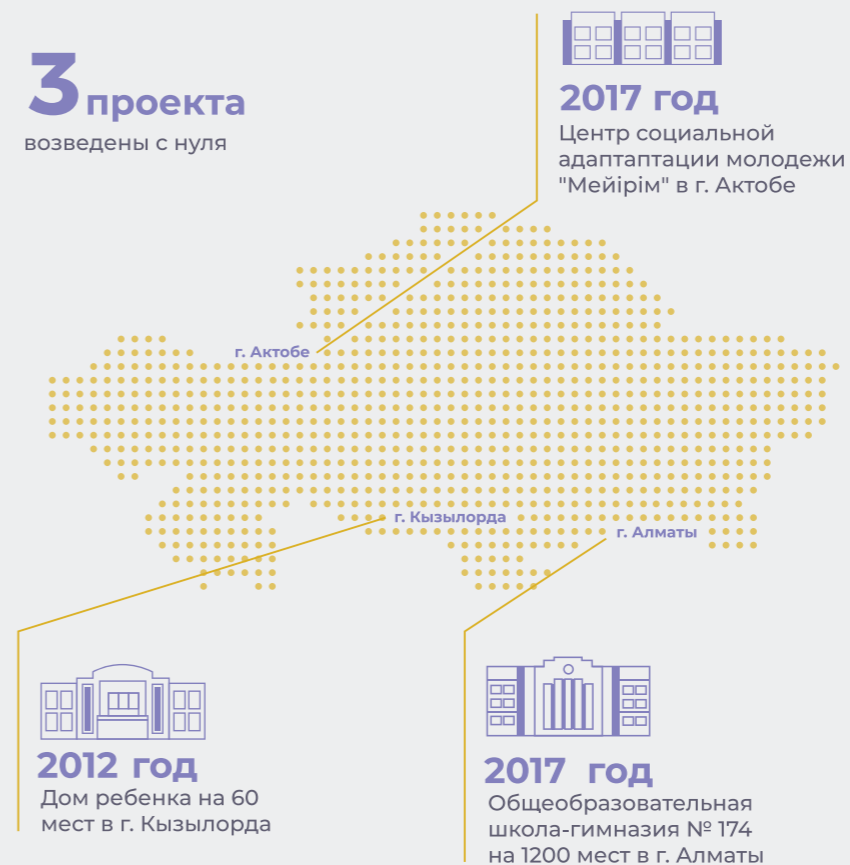 3 проекта
возведены с нуля
2017 год
Центр социальной
адаптаптации молодежи
"Мейірім" в г. Актобе
г. Актобе
г. Кызылорда
г. Алматы
2012 год
Дом ребенка на 60
мест в г. Кызылорда
2017 год
Общеобразовательная
школа-гимназия № 174
на 1200 мест в г. Алматы